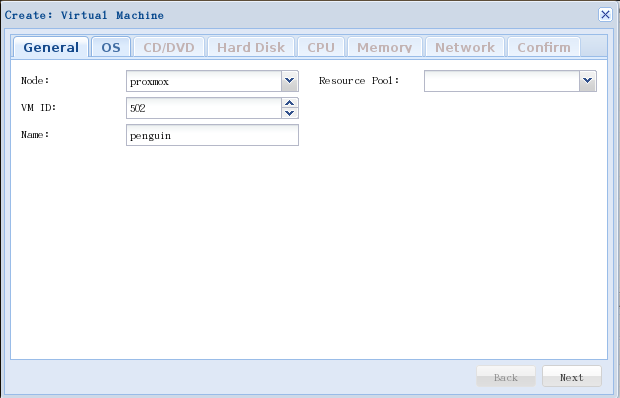 Create: Virtual Machine
General OS CD/DVD Hard Disk CPU Memory Network Confirm
Node: proxmox Resource Pool:
VM ID: 502
Name: penguin
Back Next